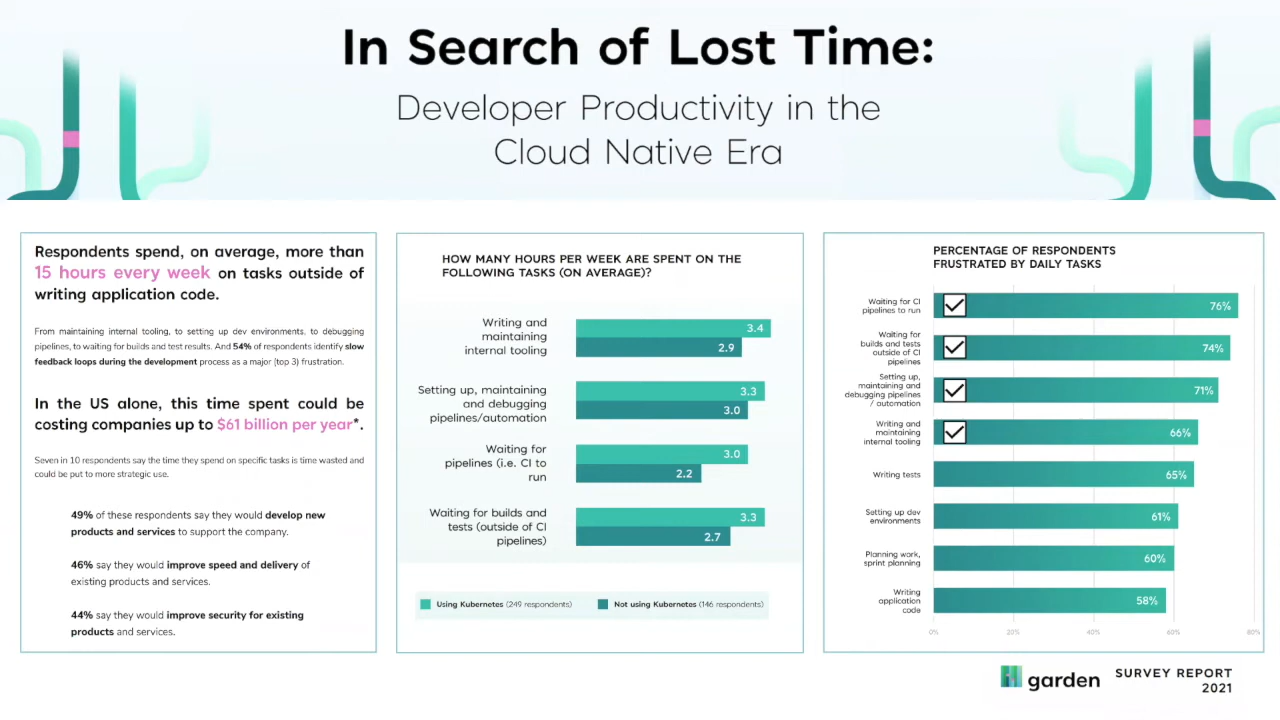 In Search of Lost Time:
Developer Productivity in the
Cloud Native Era
Respondents spend, on average, more than
15 hours every week on tasks outside of
writing application code.
From maintaining internal tooling, to setting up dev environments, to debugging
pipelines, to waiting for builds and test results. And 54% of respondents identify slow
feedback loops during the development process as a major (top 3) frustration.
In the US alone, this time spent could be
costing companies up to $61 billion per year*.
Seven in 10 respondents say the time they spend on specific tasks is time wasted and
could be put to more strategic use.
49% of these respondents say they would develop new
products and services to support the company.
46% say they would improve speed and delivery of
existing products and services.
44% say they would improve security for existing
products and services.
HOW MANY HOURS PER WEEK ARE SPENT ON THE
FOLLOWING TASKS (ON AVERAGE)?
Writing and
maintaining
internal tooling
3.4
2.9
Setting up, maintaining
and debugging
pipelines/automation
3.3
3.0
Waiting for
pipelines (i.e. CI to
run
3.0
2.2
Waiting for builds and
tests (outside of CI
pipelines)
3.3
2.7
Using Kubernetes (249 respondents)
Not using Kubernetes (146 respondents)
PERCENTAGE OF RESPONDENTS
FRUSTRATED BY DAILY TASKS
Waiting for CI
pipelines to run
76%
Waiting for
builds and tests
outside of CI
pipelines
74%
Setting up,
maintaining and
debugging pipelines
/ automation
71%
Writing and
maintaining
internal tooling
66%
Writing tests
65%
Setting up dev
environments
61%
Planning work,
sprint planning
60%
Writing
application
code
58%
0%
20%
40%
60%
80%
garden
SURVEY REPORT
2021